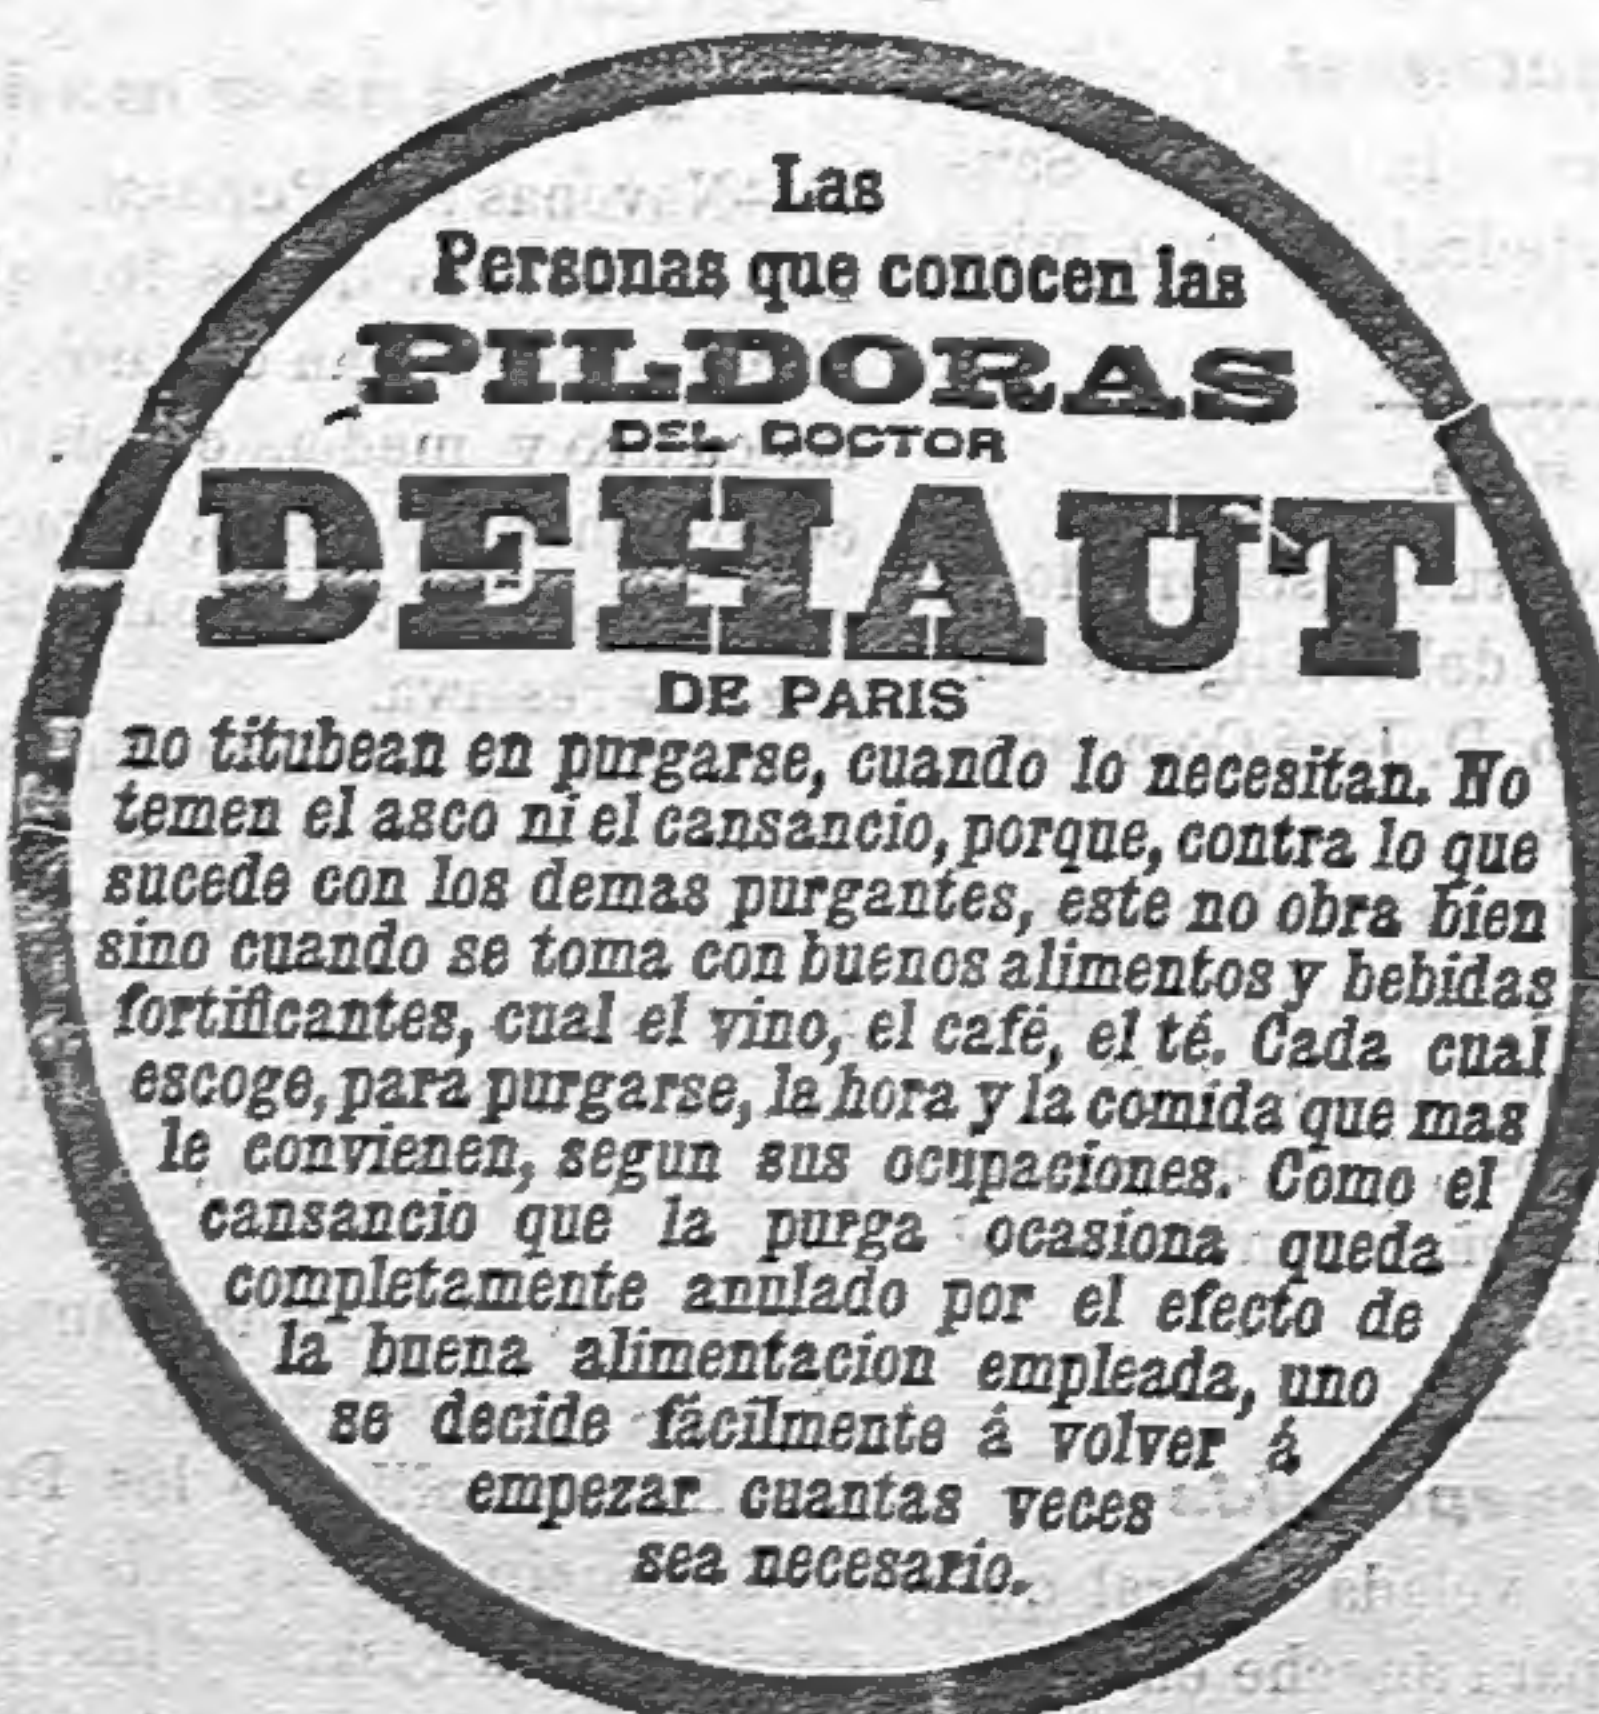 Las
Personas que conocen las
PILDORAS
DEL DOCTOR
DEHAUT
DE PARIS
no titubean en purgarse, cuando lo necesitan. No
temen el asco ni el cansancio, porque, contra lo que
sucede con los demas purgantes, este no obra bien
sino cuando se toma con buenos alimentos y bebidas
fortificantes, cual el vino, el café, el té. Cada cual
escoge, para purgarse, la hora y la comida que mas
le convienen, segun sus ocupaciones. Como el
cansancio que la purga ocasiona queda
completamente anulado por el efecto de
la buena alimentacion empleada, uno
se decide fácilmente á volver á
empezar cuantas veces
sea necesario.